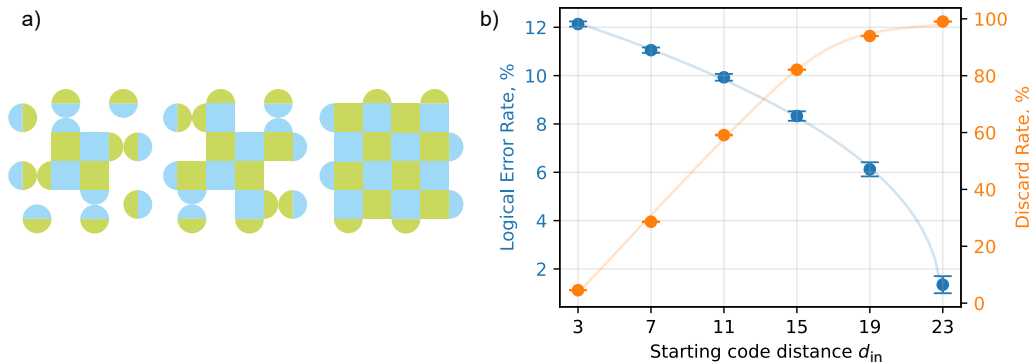 a)
b)
Logical Error Rate, %
12
10
8
6
4
2
100
80
60
40
20
0
Discard Rate, %
3 7 11 15 19 23
Starting code distance d_in